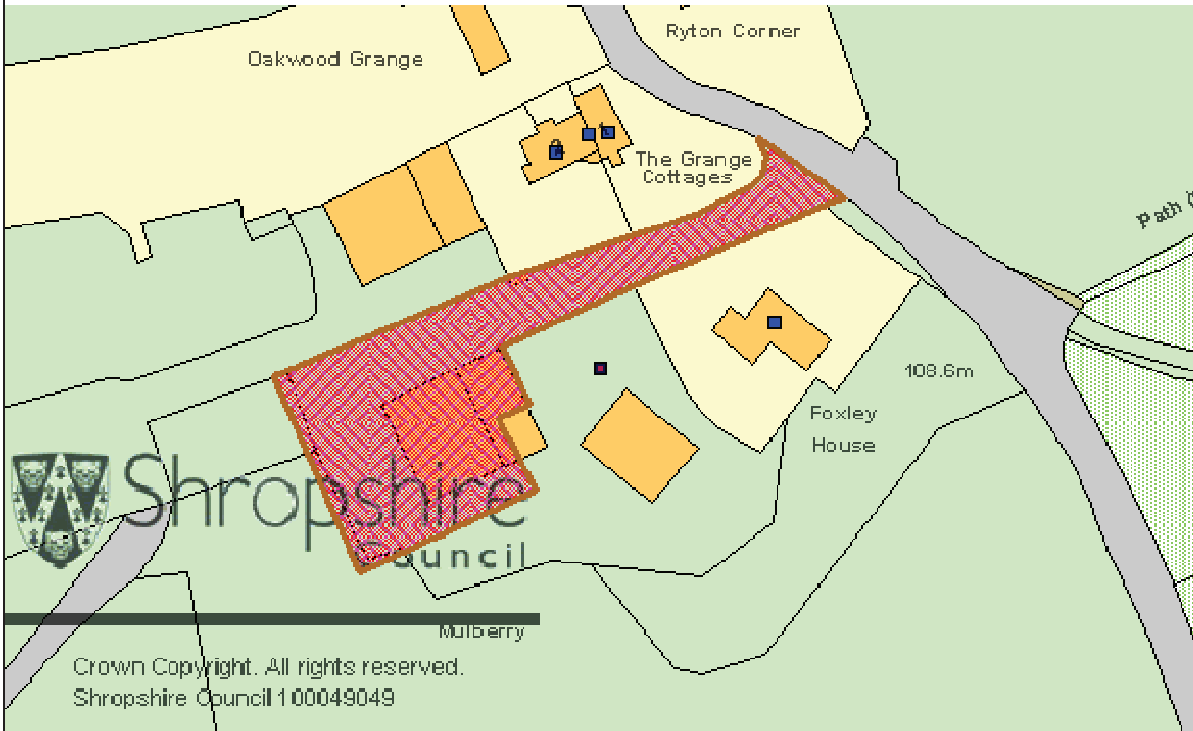 Ryton Corner
Oakwood Grange
The Grange
Cottages
Path
108.6m
Foxley
House
Shropshire
Council
Mulberry
Crown Copyright. All rights reserved.
Shropshire Council 100049049